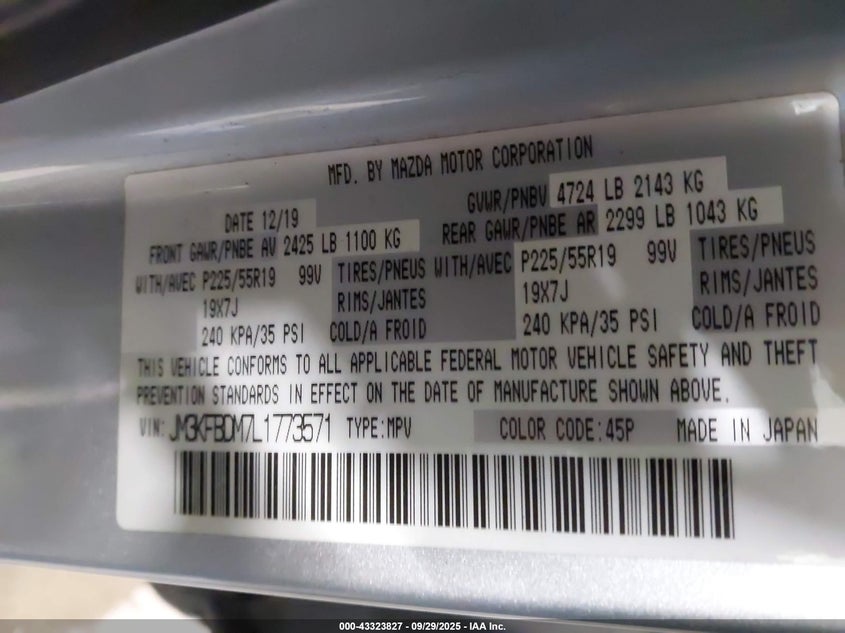 MFD. BY MAZDA MOTOR CORPORATION
DATE 12/19 GVWR/PNBV 4724 LB 2143 KG
FRONT GAWR/PNBE AV 2425 LB 1100 KG REAR GAWR/PNBE AR 2299 LB 1043 KG
WITH/AVEC P225/55R19 99V TIRES/PNEUS WITH/AVEC P225/55R19 99V TIRES/PNEUS
19X7J RIMS/JANTES 19X7J RIMS/JANTES
240 KPA/35 PSI COLD/A FROID 240 KPA/35 PSI COLD/A FROID
THIS VEHICLE CONFORMS TO ALL APPLICABLE FEDERAL MOTOR VEHICLE SAFETY AND THEFT
PREVENTION STANDARDS IN EFFECT ON THE DATE OF MANUFACTURE SHOWN ABOVE.
VIN: JM3KFBDM7L1773571 TYPE:MPV COLOR CODE:45P MADE IN JAPAN
000-43323827 - 09/29/2025 - IAA Inc.